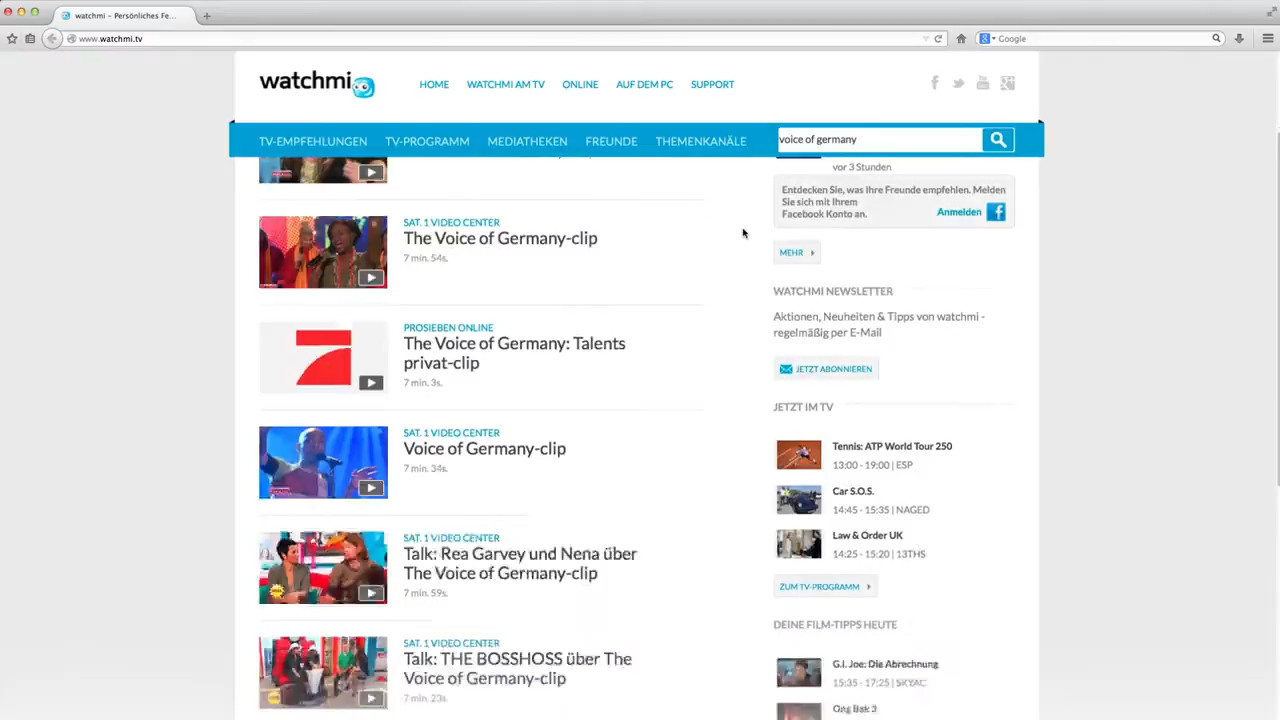 watchmi – Persönliches Fe...
www.watchmi.tv
Google
watchmi
HOME WATCHMI AM TV ONLINE AUF DEM PC SUPPORT
TV-EMPFEHLUNGEN TV-PROGRAMM MEDIATHEKEN FREUNDE THEMENKANÄLE
voice of germany
SAT. 1 VIDEO CENTER
The Voice of Germany-clip
7 min. 54s.
PROSIEBEN ONLINE
The Voice of Germany: Talents
privat-clip
7 min. 3s.
SAT. 1 VIDEO CENTER
Voice of Germany-clip
7 min. 34s.
SAT. 1 VIDEO CENTER
Talk: Rea Garvey und Nena über
The Voice of Germany-clip
7 min. 59s.
SAT. 1 VIDEO CENTER
Talk: THE BOSSHOSS über The
Voice of Germany-clip
7 min. 23s.
vor 3 Stunden
Entdecken Sie, was Ihre Freunde empfehlen. Melden
Sie sich mit Ihrem
Facebook Konto an.
Anmelden
MEHR
WATCHMI NEWSLETTER
Aktionen, Neuheiten & Tipps von watchmi -
regelmäßig per E-Mail
JETZT ABONNIEREN
JETZT IM TV
Tennis: ATP World Tour 250
13:00 - 19:00 | ESP
Car S.O.S.
14:45 - 15:35 | NAGED
Law & Order UK
14:25 - 15:20 | 13THS
ZUM TV-PROGRAMM
DEINE FILM-TIPPS HEUTE
G.I. Joe: Die Abrechnung
15:35 - 17:25 | SKYAC
Ong Bak 3